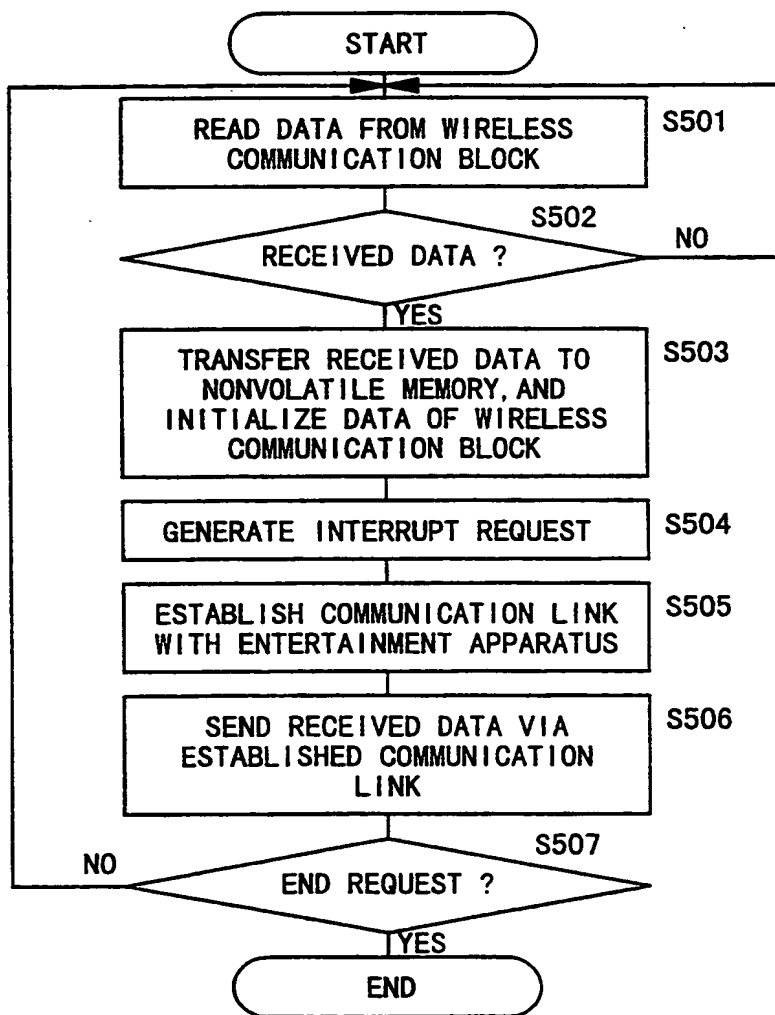 START
READ DATA FROM WIRELESS
COMMUNICATION BLOCK
S501
S502
RECEIVED DATA ?
NO
YES
TRANSFER RECEIVED DATA TO
NONVOLATILE MEMORY, AND
INITIALIZE DATA OF WIRELESS
COMMUNICATION BLOCK
S503
GENERATE INTERRUPT REQUEST
S504
ESTABLISH COMMUNICATION LINK
WITH ENTERTAINMENT APPARATUS
S505
SEND RECEIVED DATA VIA
ESTABLISHED COMMUNICATION
LINK
S506
S507
NO
END REQUEST ?
YES
END